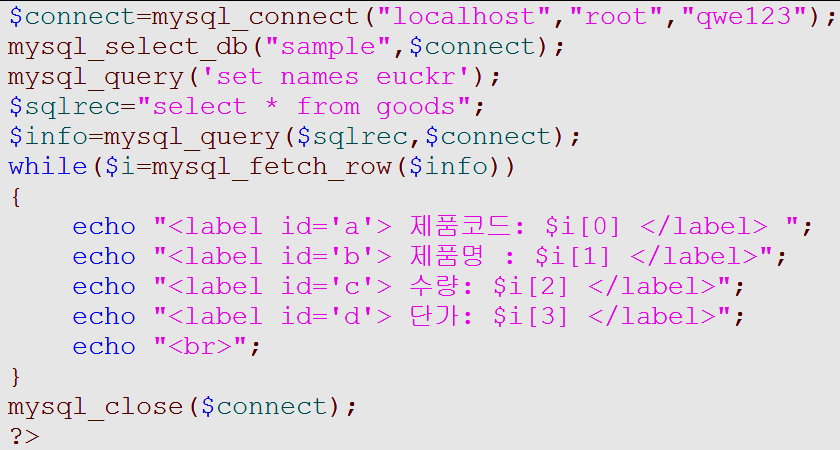 $connect=mysql_connect("localhost","root","qwe123");
mysql_select_db("sample",$connect);
mysql_query('set names euckr');
$sqlrec="select * from goods";
$info=mysql_query($sqlrec,$connect);
while($i=mysql_fetch_row($info))
{
    echo "<label id='a'> 제품코드: $i[0] </label> ";
    echo "<label id='b'> 제품명 : $i[1] </label>";
    echo "<label id='c'> 수량: $i[2] </label>";
    echo "<label id='d'> 단가: $i[3] </label>";
    echo "<br>";
}
mysql_close($connect);
?>